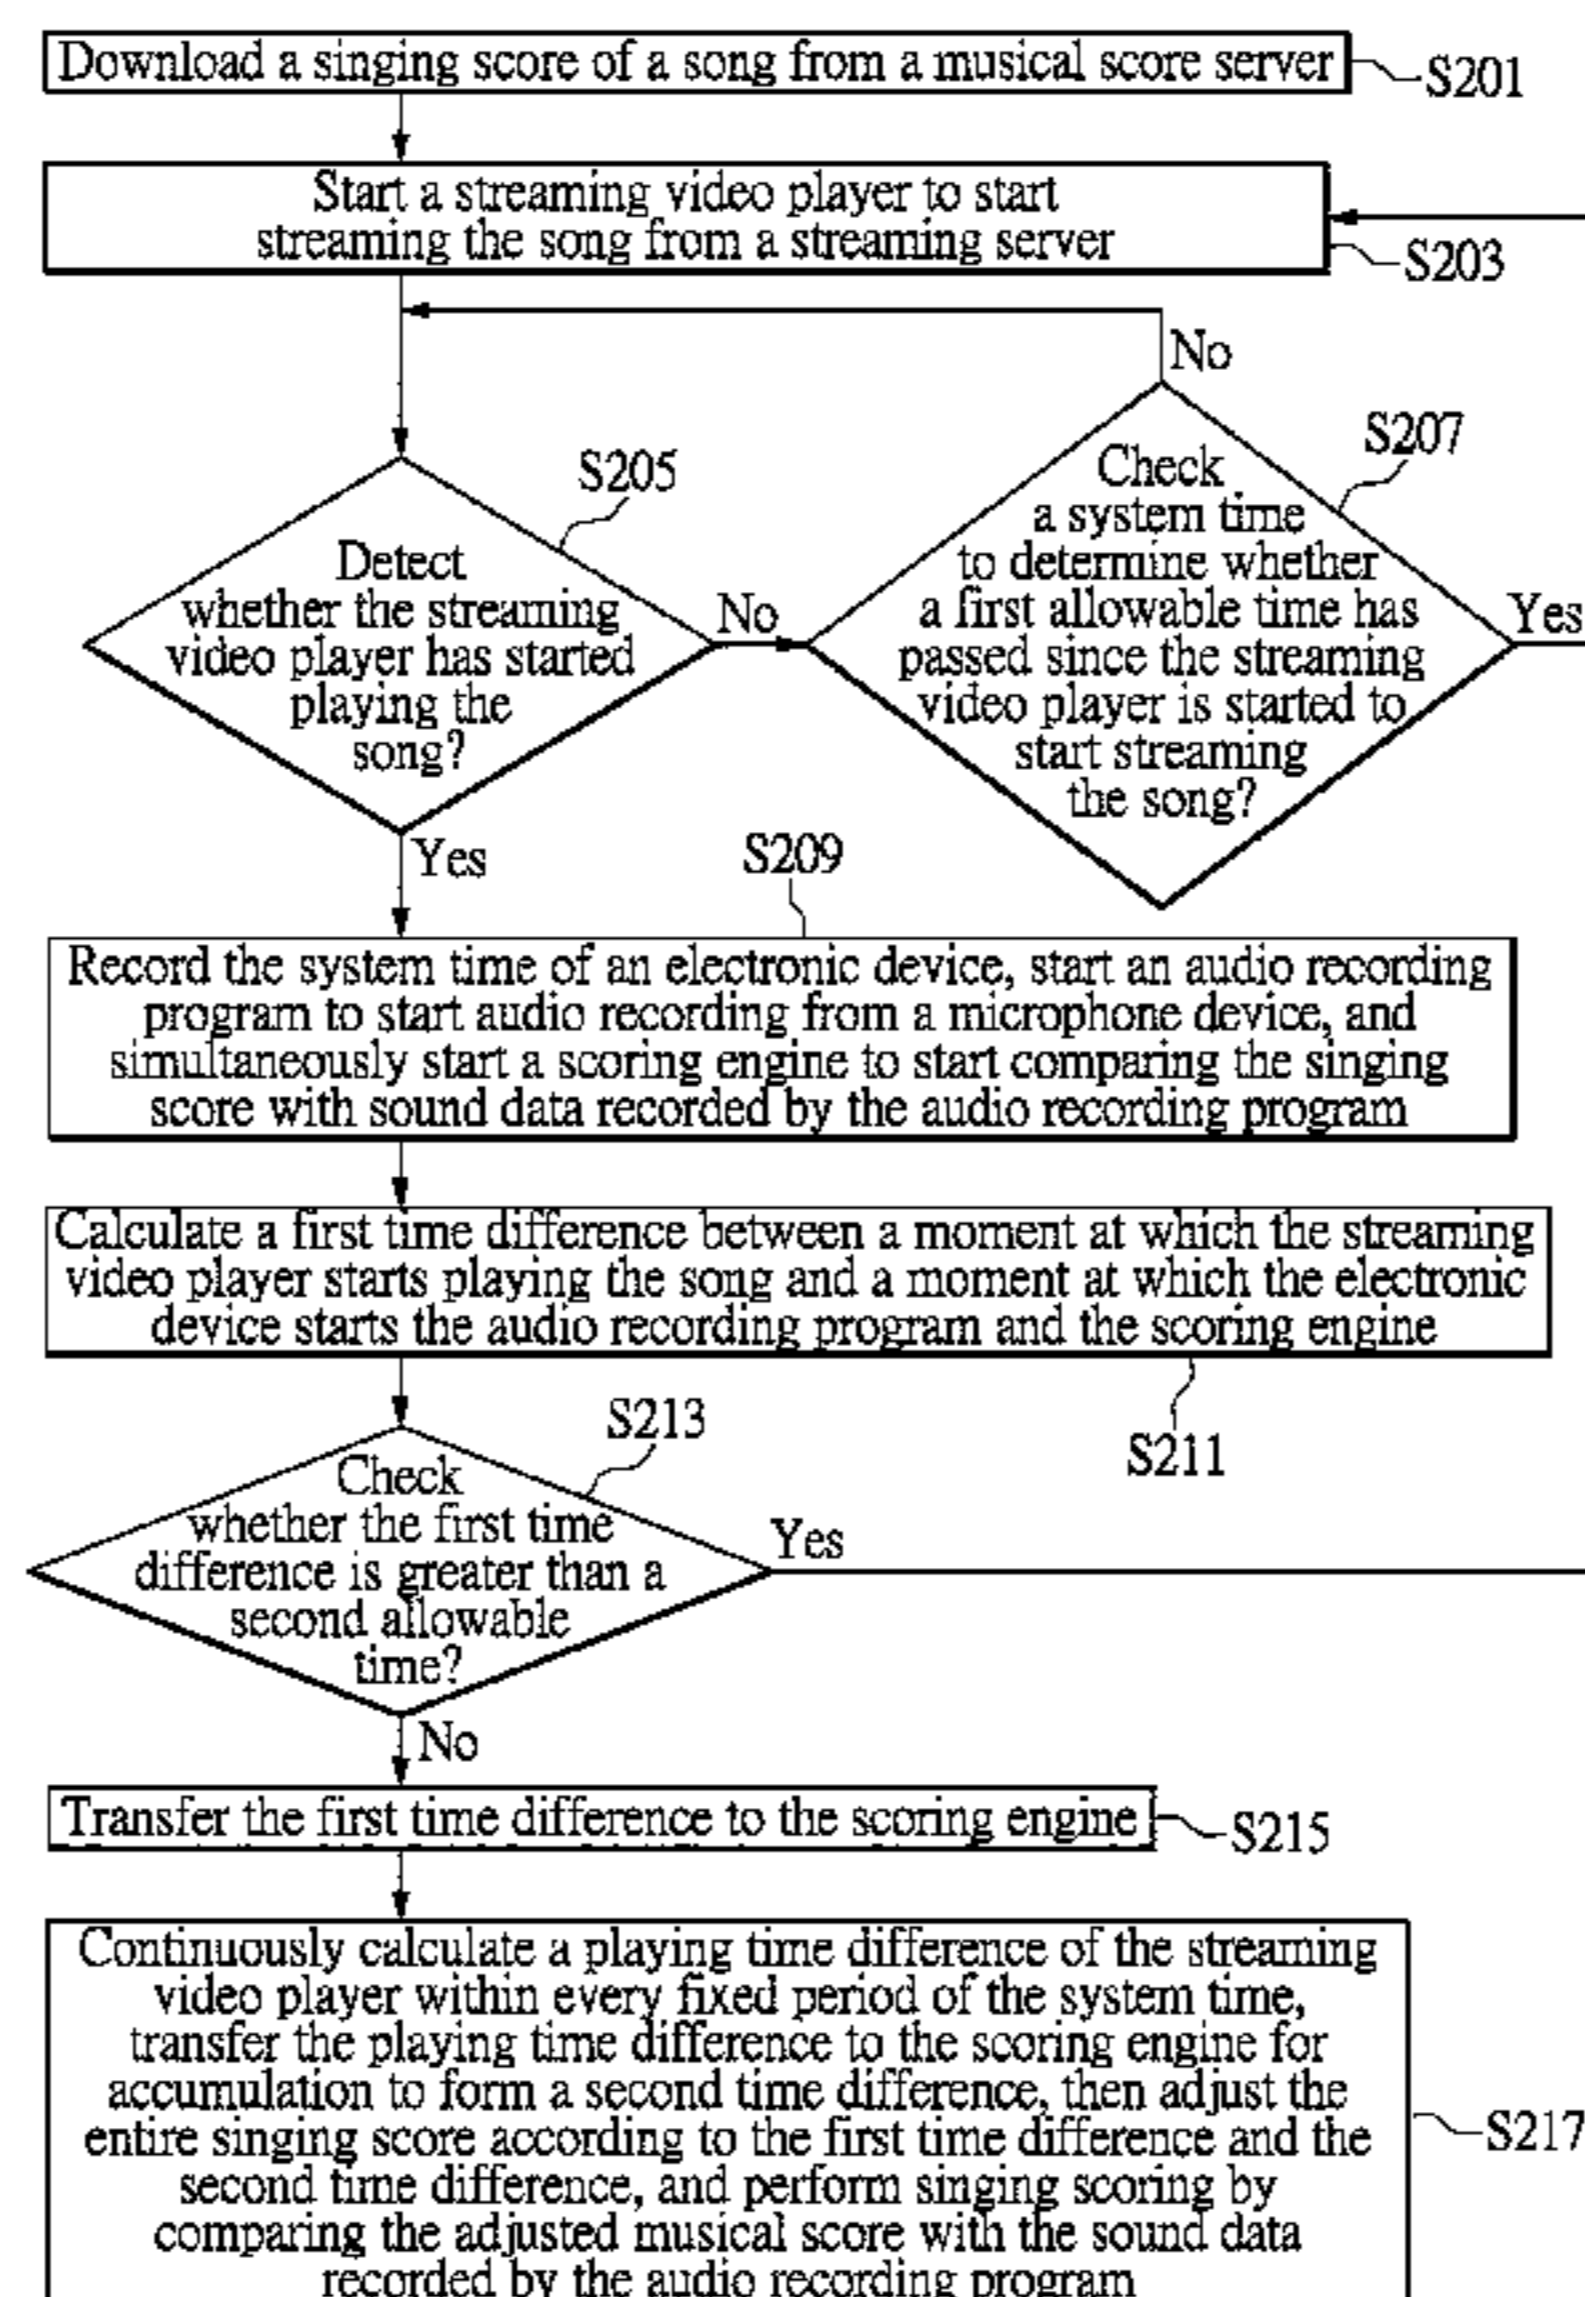 Download a singing score of a song from a musical score server
S201
Start a streaming video player to start
streaming the song from a streaming server
S203
No
S205
Detect
whether the streaming
video player has started
playing the
song?
No
S207
Check
a system time
to determine whether
a first allowable time has
passed since the streaming
video player is started to
start streaming
the song?
Yes
Yes
S209
Record the system time of an electronic device, start an audio recording
program to start audio recording from a microphone device, and
simultaneously start a scoring engine to start comparing the singing
score with sound data recorded by the audio recording program
Calculate a first time difference between a moment at which the streaming
video player starts playing the song and a moment at which the electronic
device starts the audio recording program and the scoring engine
S211
S213
Check
whether the first time
difference is greater than a
second allowable
time?
Yes
No
Transfer the first time difference to the scoring engine
S215
Continuously calculate a playing time difference of the streaming
video player within every fixed period of the system time,
transfer the playing time difference to the scoring engine for
accumulation to form a second time difference, then adjust the
entire singing score according to the first time difference and the
second time difference, and perform singing scoring by
comparing the adjusted musical score with the sound data
recorded by the audio recording program
S217